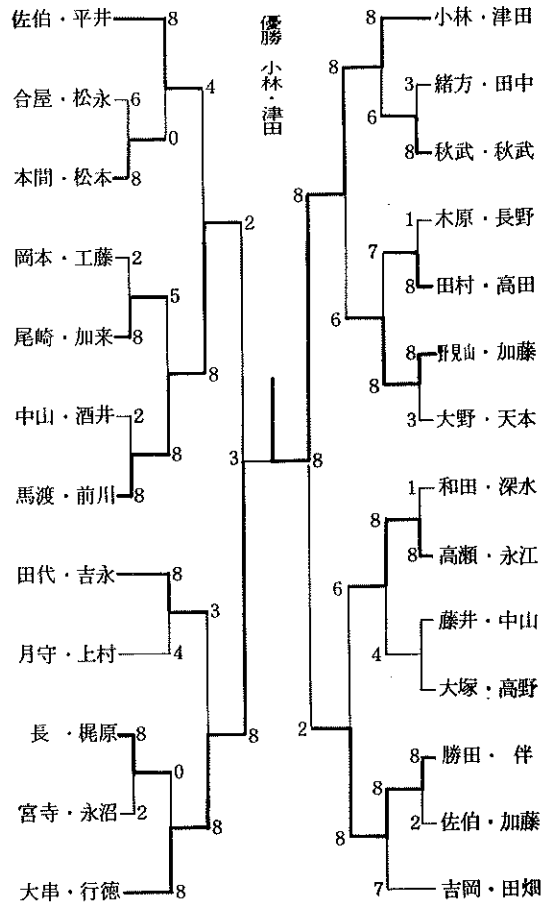 優勝 小林・津田
佐伯・平井 8
4
合屋・松永 6
0
本間・松本 8
2
岡本・工藤 2
5
尾崎・加来 8
8
中山・酒井 2
8
馬渡・前川 8
3
田代・吉永 8
3
月守・上村 4
8
長・梶原 8
0
宮寺・永沼 2
8
大串・行徳 8
8 小林・津田
8
3 緒方・田中
6
8 秋武・秋武
8
1 木原・長野
7
8 田村・高田
6
8 野見山・加藤
8
3 大野・天本
8
1 和田・深水
8
8 高瀬・永江
6
藤井・中山
4
大塚・高野
2
8 勝田・伴
8
2 佐伯・加藤
8
7 吉岡・田畑